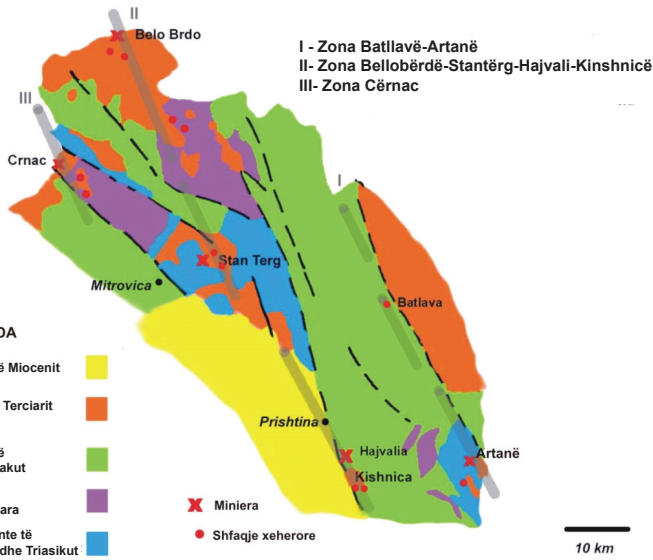 II
Belo Brdo
I - Zona Batllavë-Artanë
II- Zona Bellobërdë-Stantërg-Hajvali-Kinshnicë
III- Zona Cërnac
III
Crnac
I
Stan Terg
Mitrovica
Batlava
DA
ë Miocenit
Terciarit
Prishtina
ë
akut
Hajvalia
Artanë
Kishnica
ara
Miniera
nte të
dhe Triasikut
Shfaqje xeherore
10 km